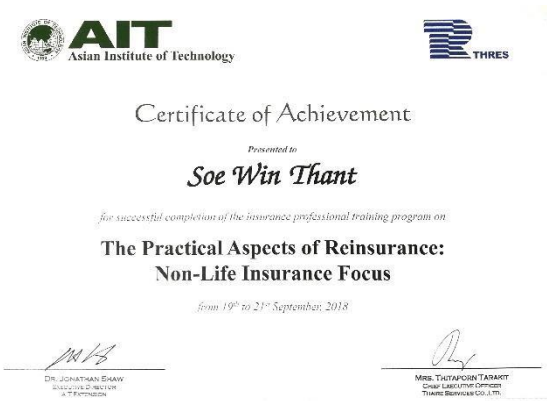 AIT
Asian Institute of Technology
THRES
Certificate of Achievement
Presented to
Soe Win Thant
for successful completion of the insurance professional training program on
The Practical Aspects of Reinsurance:
Non-Life Insurance Focus
from 19th to 21st September, 2018
DR. JONATHAN SHAW
EXECUTIVE DIRECTOR
AIT EXTENSION
MRS. THITAPORN TARAKIT
CHIEF EXECUTIVE OFFICER
THAIRE SERVICES CO.,LTD.